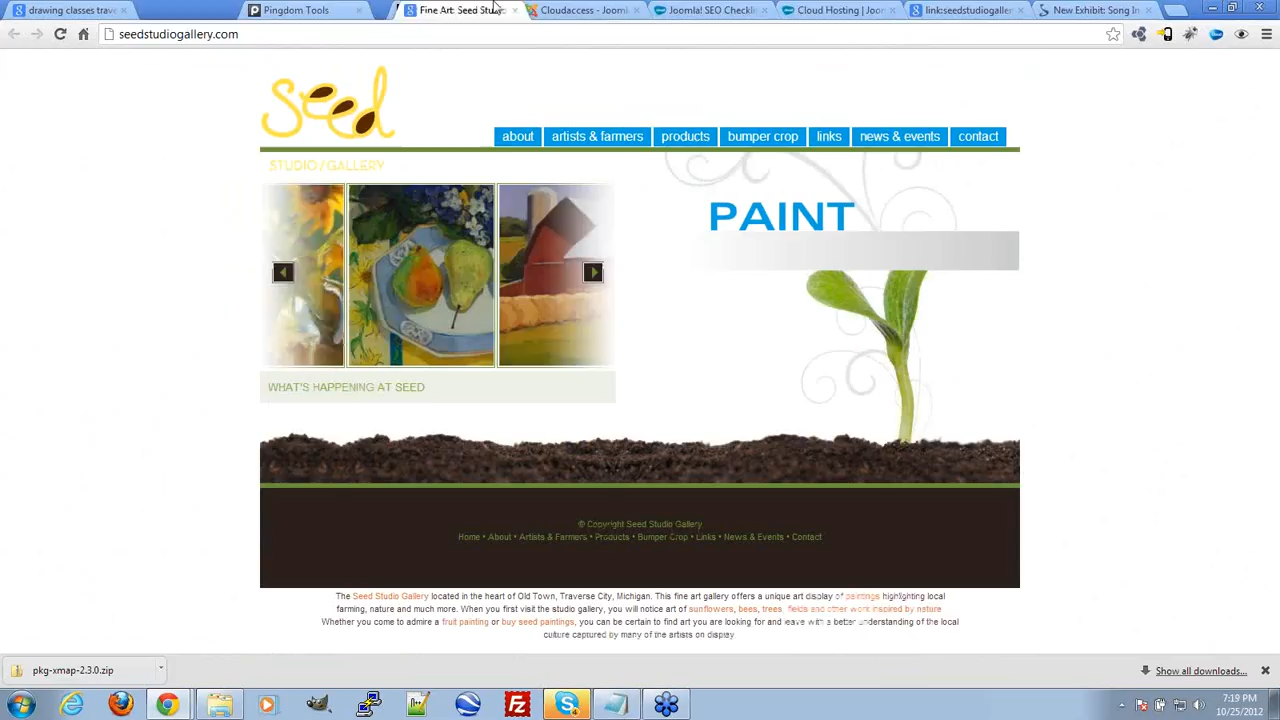 drawing classes trav
Pingdom Tools
Fine Art: Seed Stu
Cloudaccess - Jooml
Joomla! SEO Checkli
Cloud Hosting | Joo
link:seedstudiogaller
New Exhibit: Song In
seedstudiogallery.com
seed
about
artists & farmers
products
bumper crop
links
news & events
contact
STUDIO / GALLERY
PAINT
WHAT'S HAPPENING AT SEED
© Copyright Seed Studio Gallery
Home • About • Artists & Farmers • Products • Bumper Crop • Links • News & Events • Contact
The Seed Studio Gallery located in the heart of Old Town, Traverse City, Michigan. This fine art gallery offers a unique art display of paintings highlighting local
farming, nature and much more. When you first visit the studio gallery, you will notice art of sunflowers, bees, trees, fields and other work inspired by nature
Whether you come to admire a fruit painting or buy seed paintings, you can be certain to find art you are looking for and leave with a better understanding of the local
culture captured by many of the artists on display
pkg-xmap-2.3.0.zip
Show all downloads...
7:19 PM
10/25/2012